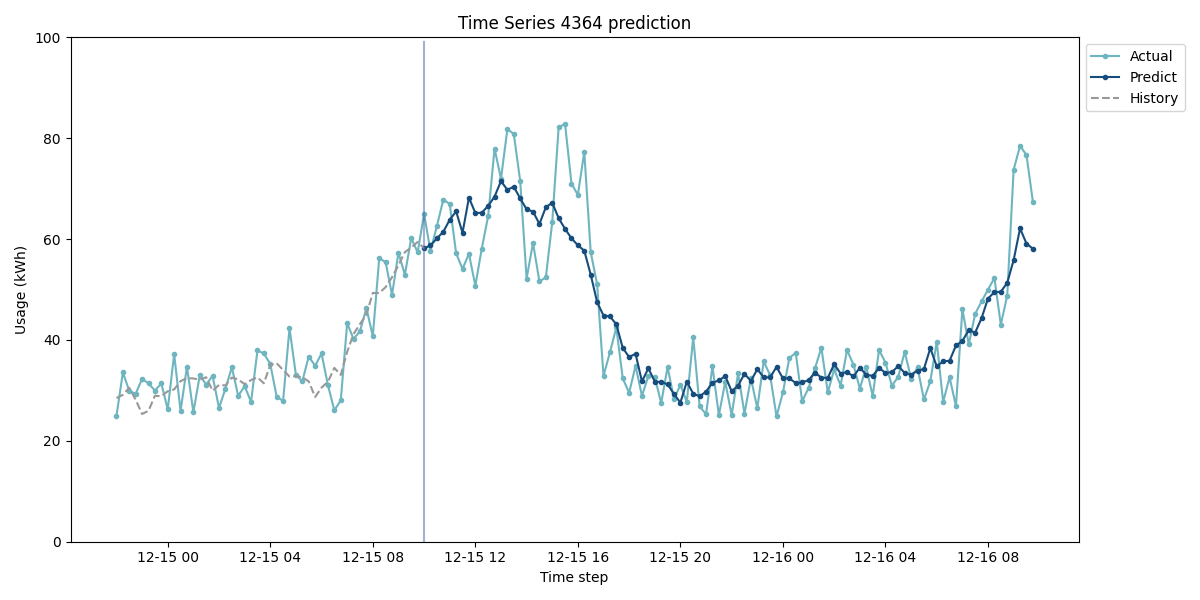 Time Series 4364 prediction
Usage (kWh)
100
80
60
40
20
0
12-15 00
12-15 04
12-15 08
12-15 12
12-15 16
12-15 20
12-16 00
12-16 04
12-16 08
Time step
Actual
Predict
History